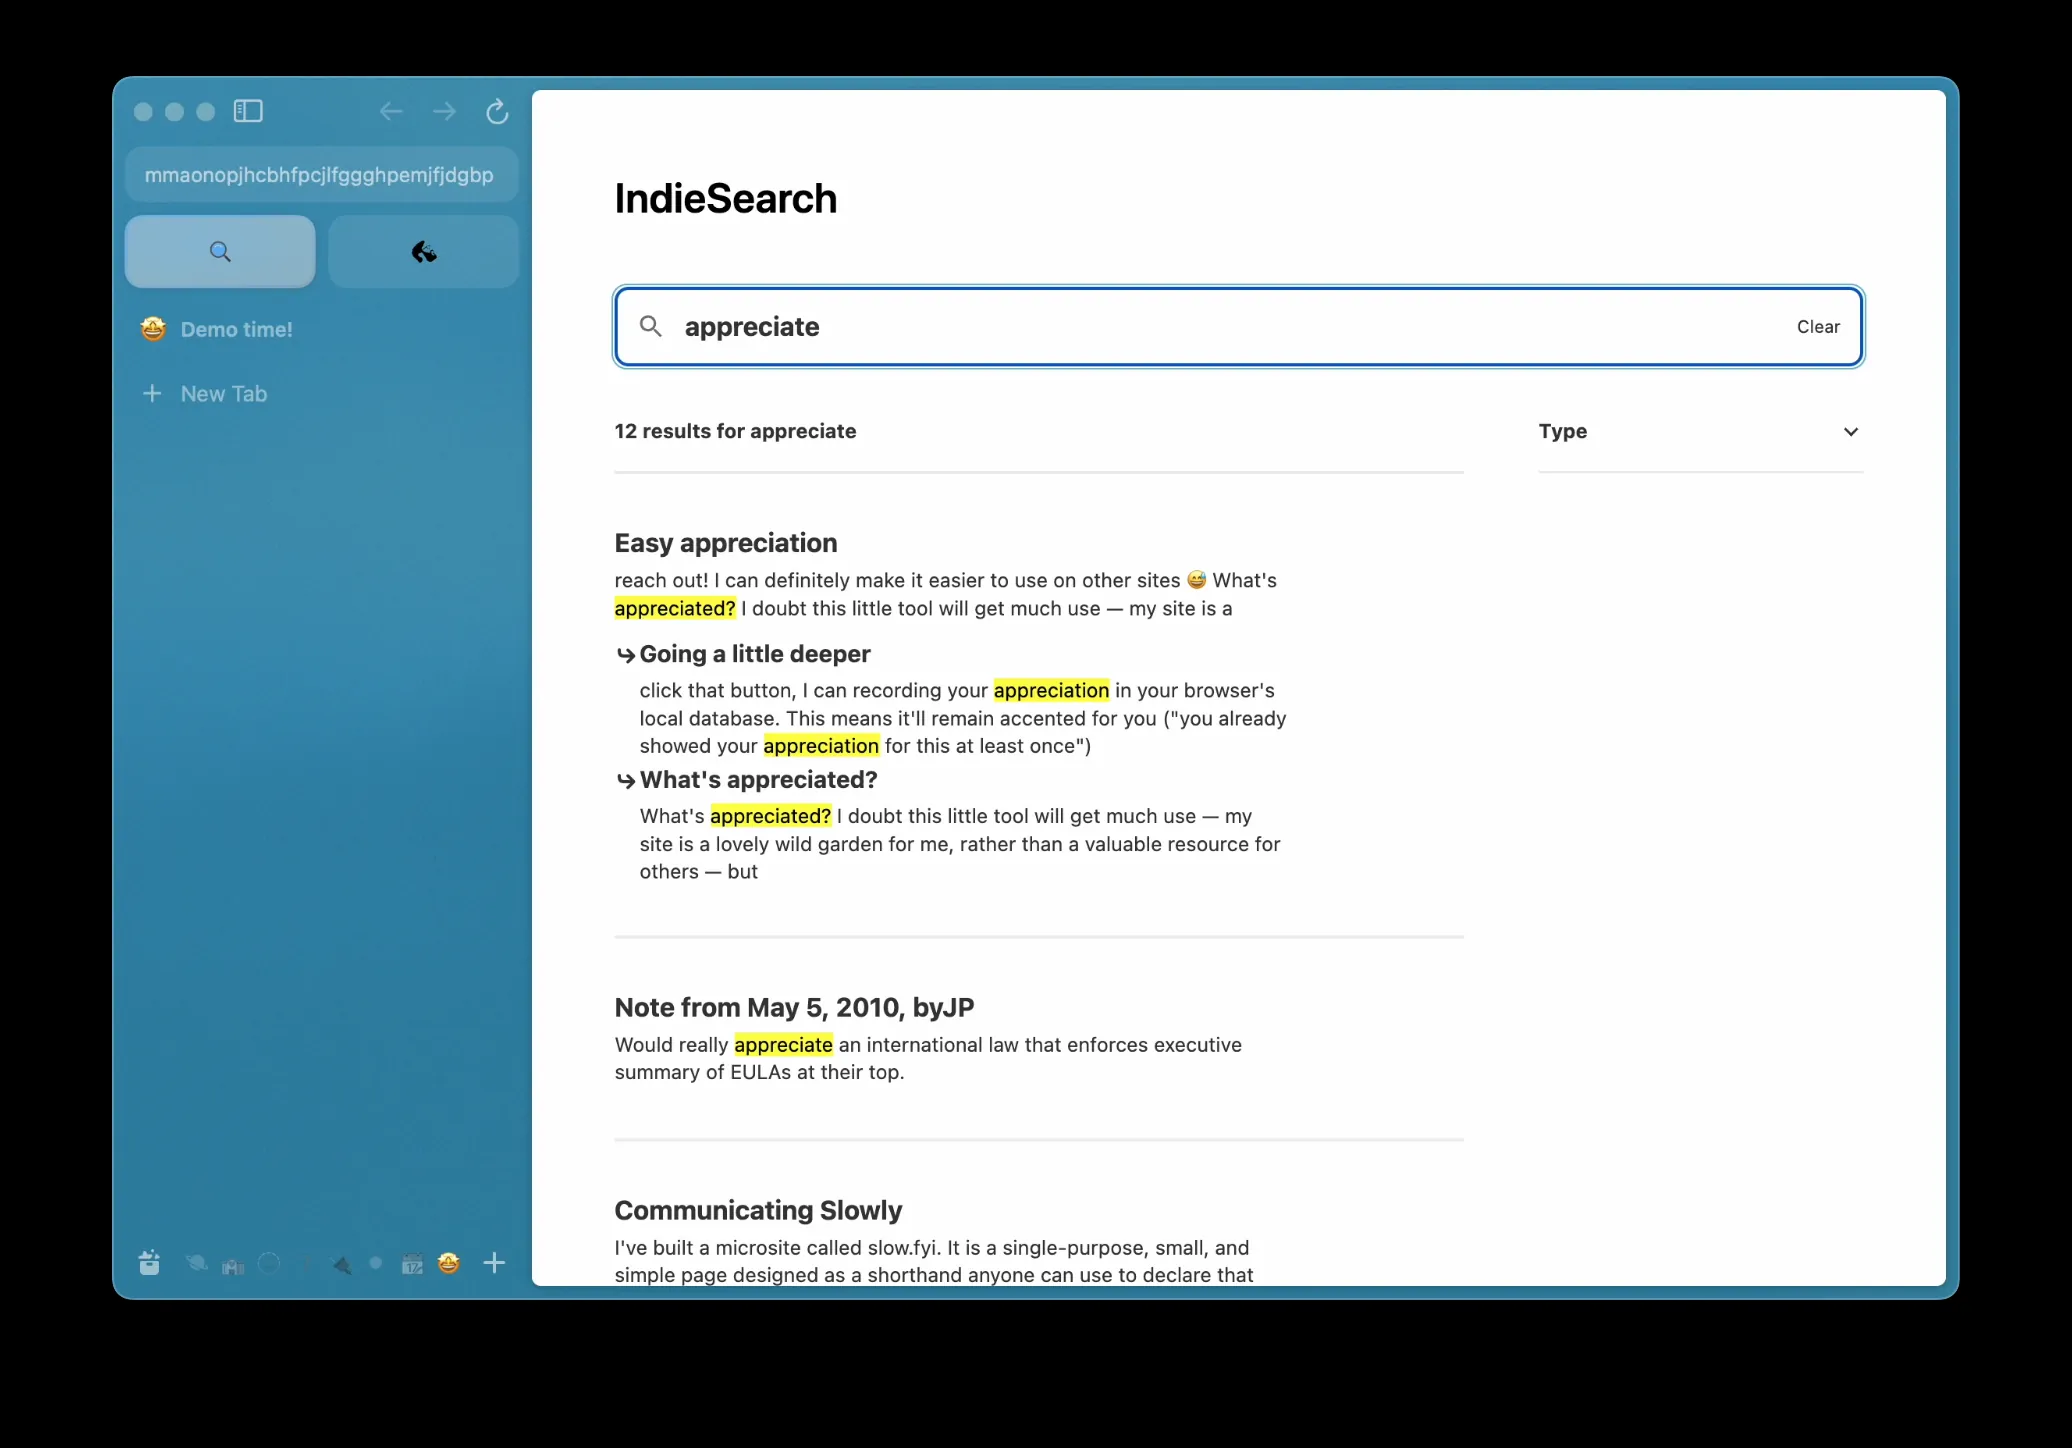 mmaonopjhcbhfpcjlfggghpemjfjdgbp
Demo time!
New Tab
IndieSearch
appreciate
Clear
12 results for appreciate
Type
Easy appreciation
reach out! I can definitely make it easier to use on other sites 😅 What's
appreciated? I doubt this little tool will get much use — my site is a
↪Going a little deeper
click that button, I can recording your appreciation in your browser's
local database. This means it'll remain accented for you ("you already
showed your appreciation for this at least once")
↪What's appreciated?
What's appreciated? I doubt this little tool will get much use — my
site is a lovely wild garden for me, rather than a valuable resource for
others — but
Note from May 5, 2010, byJP
Would really appreciate an international law that enforces executive
summary of EULAs at their top.
Communicating Slowly
I've built a microsite called slow.fyi. It is a single-purpose, small, and
simple page designed as a shorthand anyone can use to declare that
17